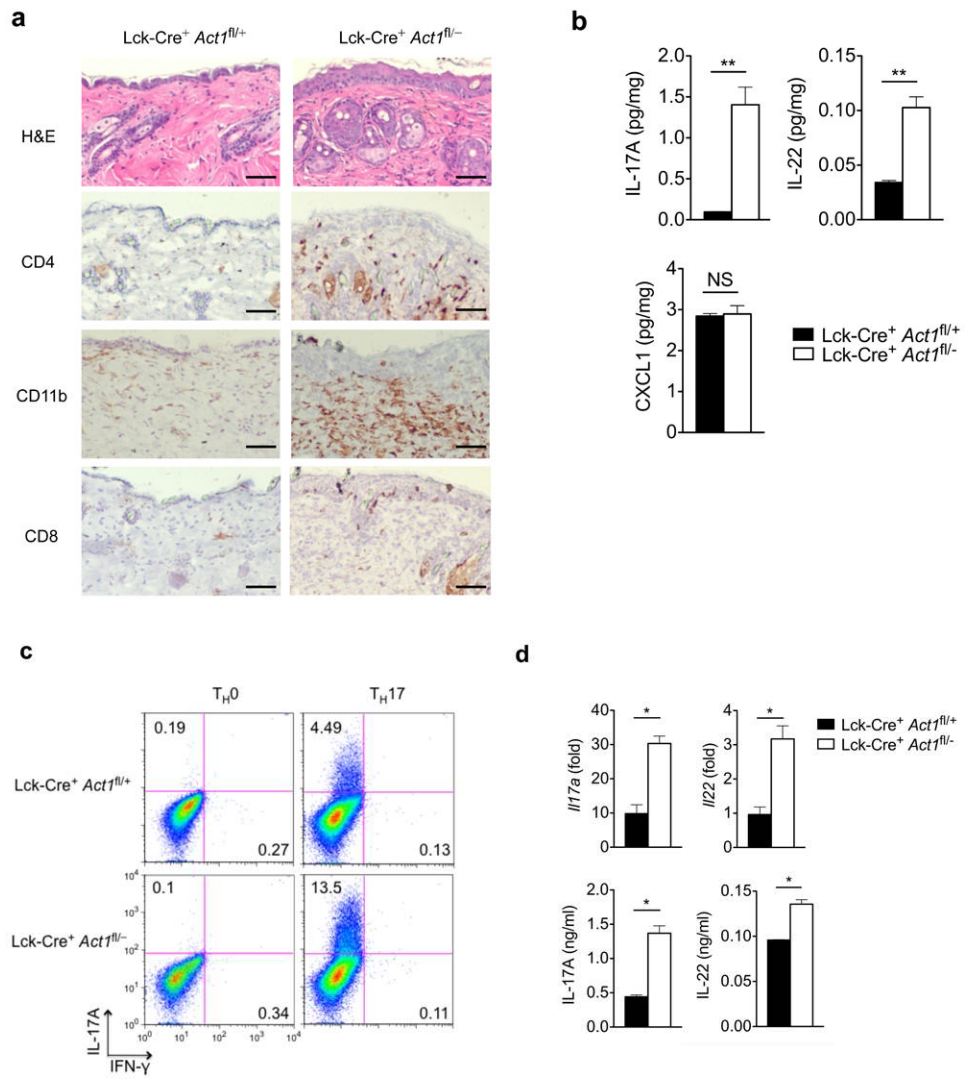 a
Lck-Cre⁺ Act1ᶠˡ/⁺
Lck-Cre⁺ Act1ᶠˡ/⁻
H&E
CD4
CD11b
CD8
b
IL-17A (pg/mg)
2.0
1.5
1.0
0.5
0.0
**
IL-22 (pg/mg)
0.15
0.10
0.05
0.00
**
CXCL1 (pg/mg)
4
3
2
1
0
NS
Lck-Cre⁺ Act1ᶠˡ/⁺
Lck-Cre⁺ Act1ᶠˡ/-
c
TH0
TH17
Lck-Cre⁺ Act1ᶠˡ/⁺
0.19
0.27
4.49
0.13
Lck-Cre⁺ Act1ᶠˡ/⁻
10⁴
10³
10²
10¹
10⁰
0.1
0.34
13.5
0.11
10⁰ 10¹ 10² 10³ 10⁴
10⁰ 10¹ 10² 10³ 10⁴
IL-17A
IFN-γ
d
Il17a (fold)
40
30
20
10
0
*
Il22 (fold)
4
3
2
1
0
*
Lck-Cre⁺ Act1ᶠˡ/⁺
Lck-Cre⁺ Act1ᶠˡ/-
IL-17A (ng/ml)
2.0
1.5
1.0
0.5
0.0
*
IL-22 (ng/ml)
0.15
0.10
0.05
0.00
*